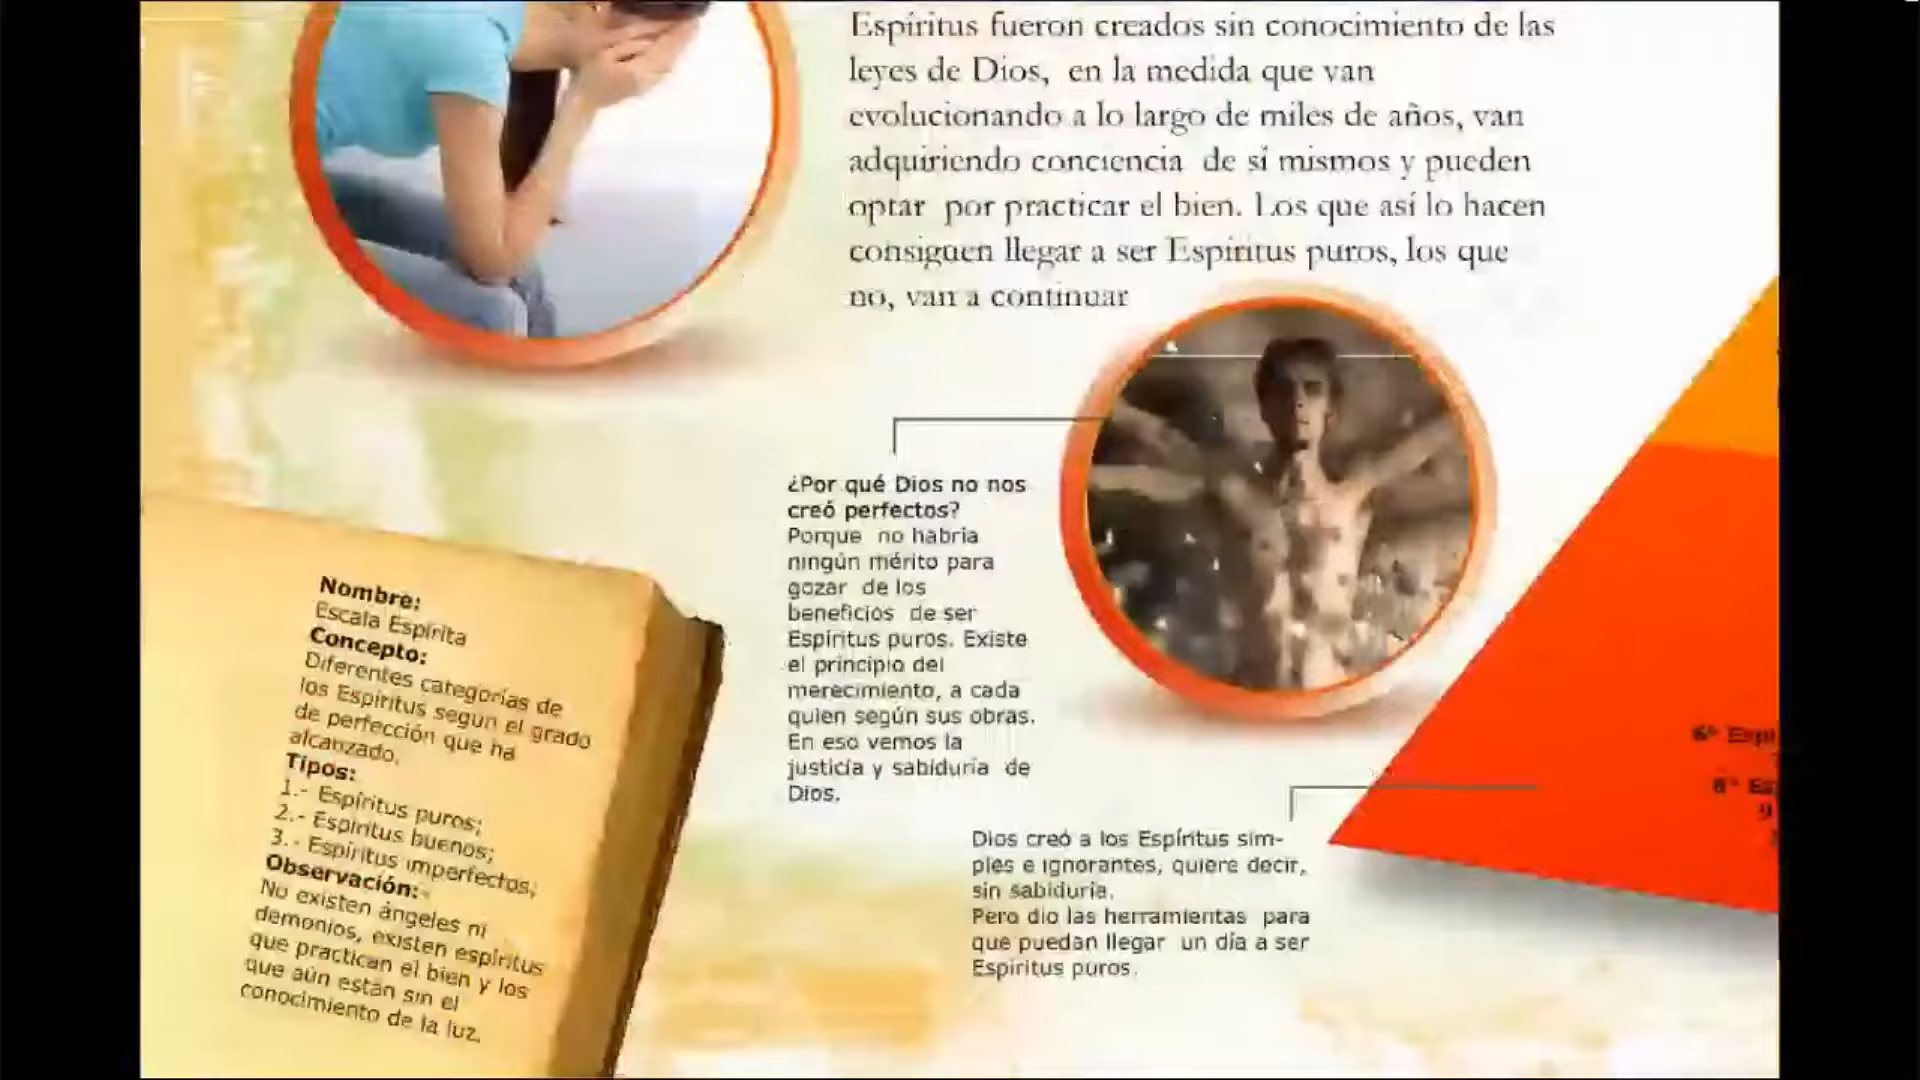 Espíritus fueron creados sin conocimiento de las
leyes de Dios, en la medida que van
evolucionando a lo largo de miles de años, van
adquiriendo conciencia de sí mismos y pueden
optar por practicar el bien. Los que así lo hacen
consiguen llegar a ser Espíritus puros, los que
no, van a continuar
¿Por qué Dios no nos
creó perfectos?
Porque no habría
ningún mérito para
gozar de los
beneficios de ser
Espíritus puros. Existe
el principio del
merecimiento, a cada
quien según sus obras.
En eso vemos la
justicia y sabiduría de
Dios.
Nombre:
Escala Espírita
Concepto:
Diferentes categorías de
los Espíritus según el grado
de perfección que ha
alcanzado.
Tipos:
1.- Espíritus puros;
2.- Espíritus buenos;
3.- Espíritus imperfectos;
Observación:-
No existen ángeles ni
demonios, existen espíritus
que practican el bien y los
que aún están sin el
conocimiento de la luz.
Dios creó a los Espíritus sim-
ples e ignorantes, quiere decir,
sin sabiduría.
Pero dio las herramientas para
que puedan llegar un día a ser
Espíritus puros.